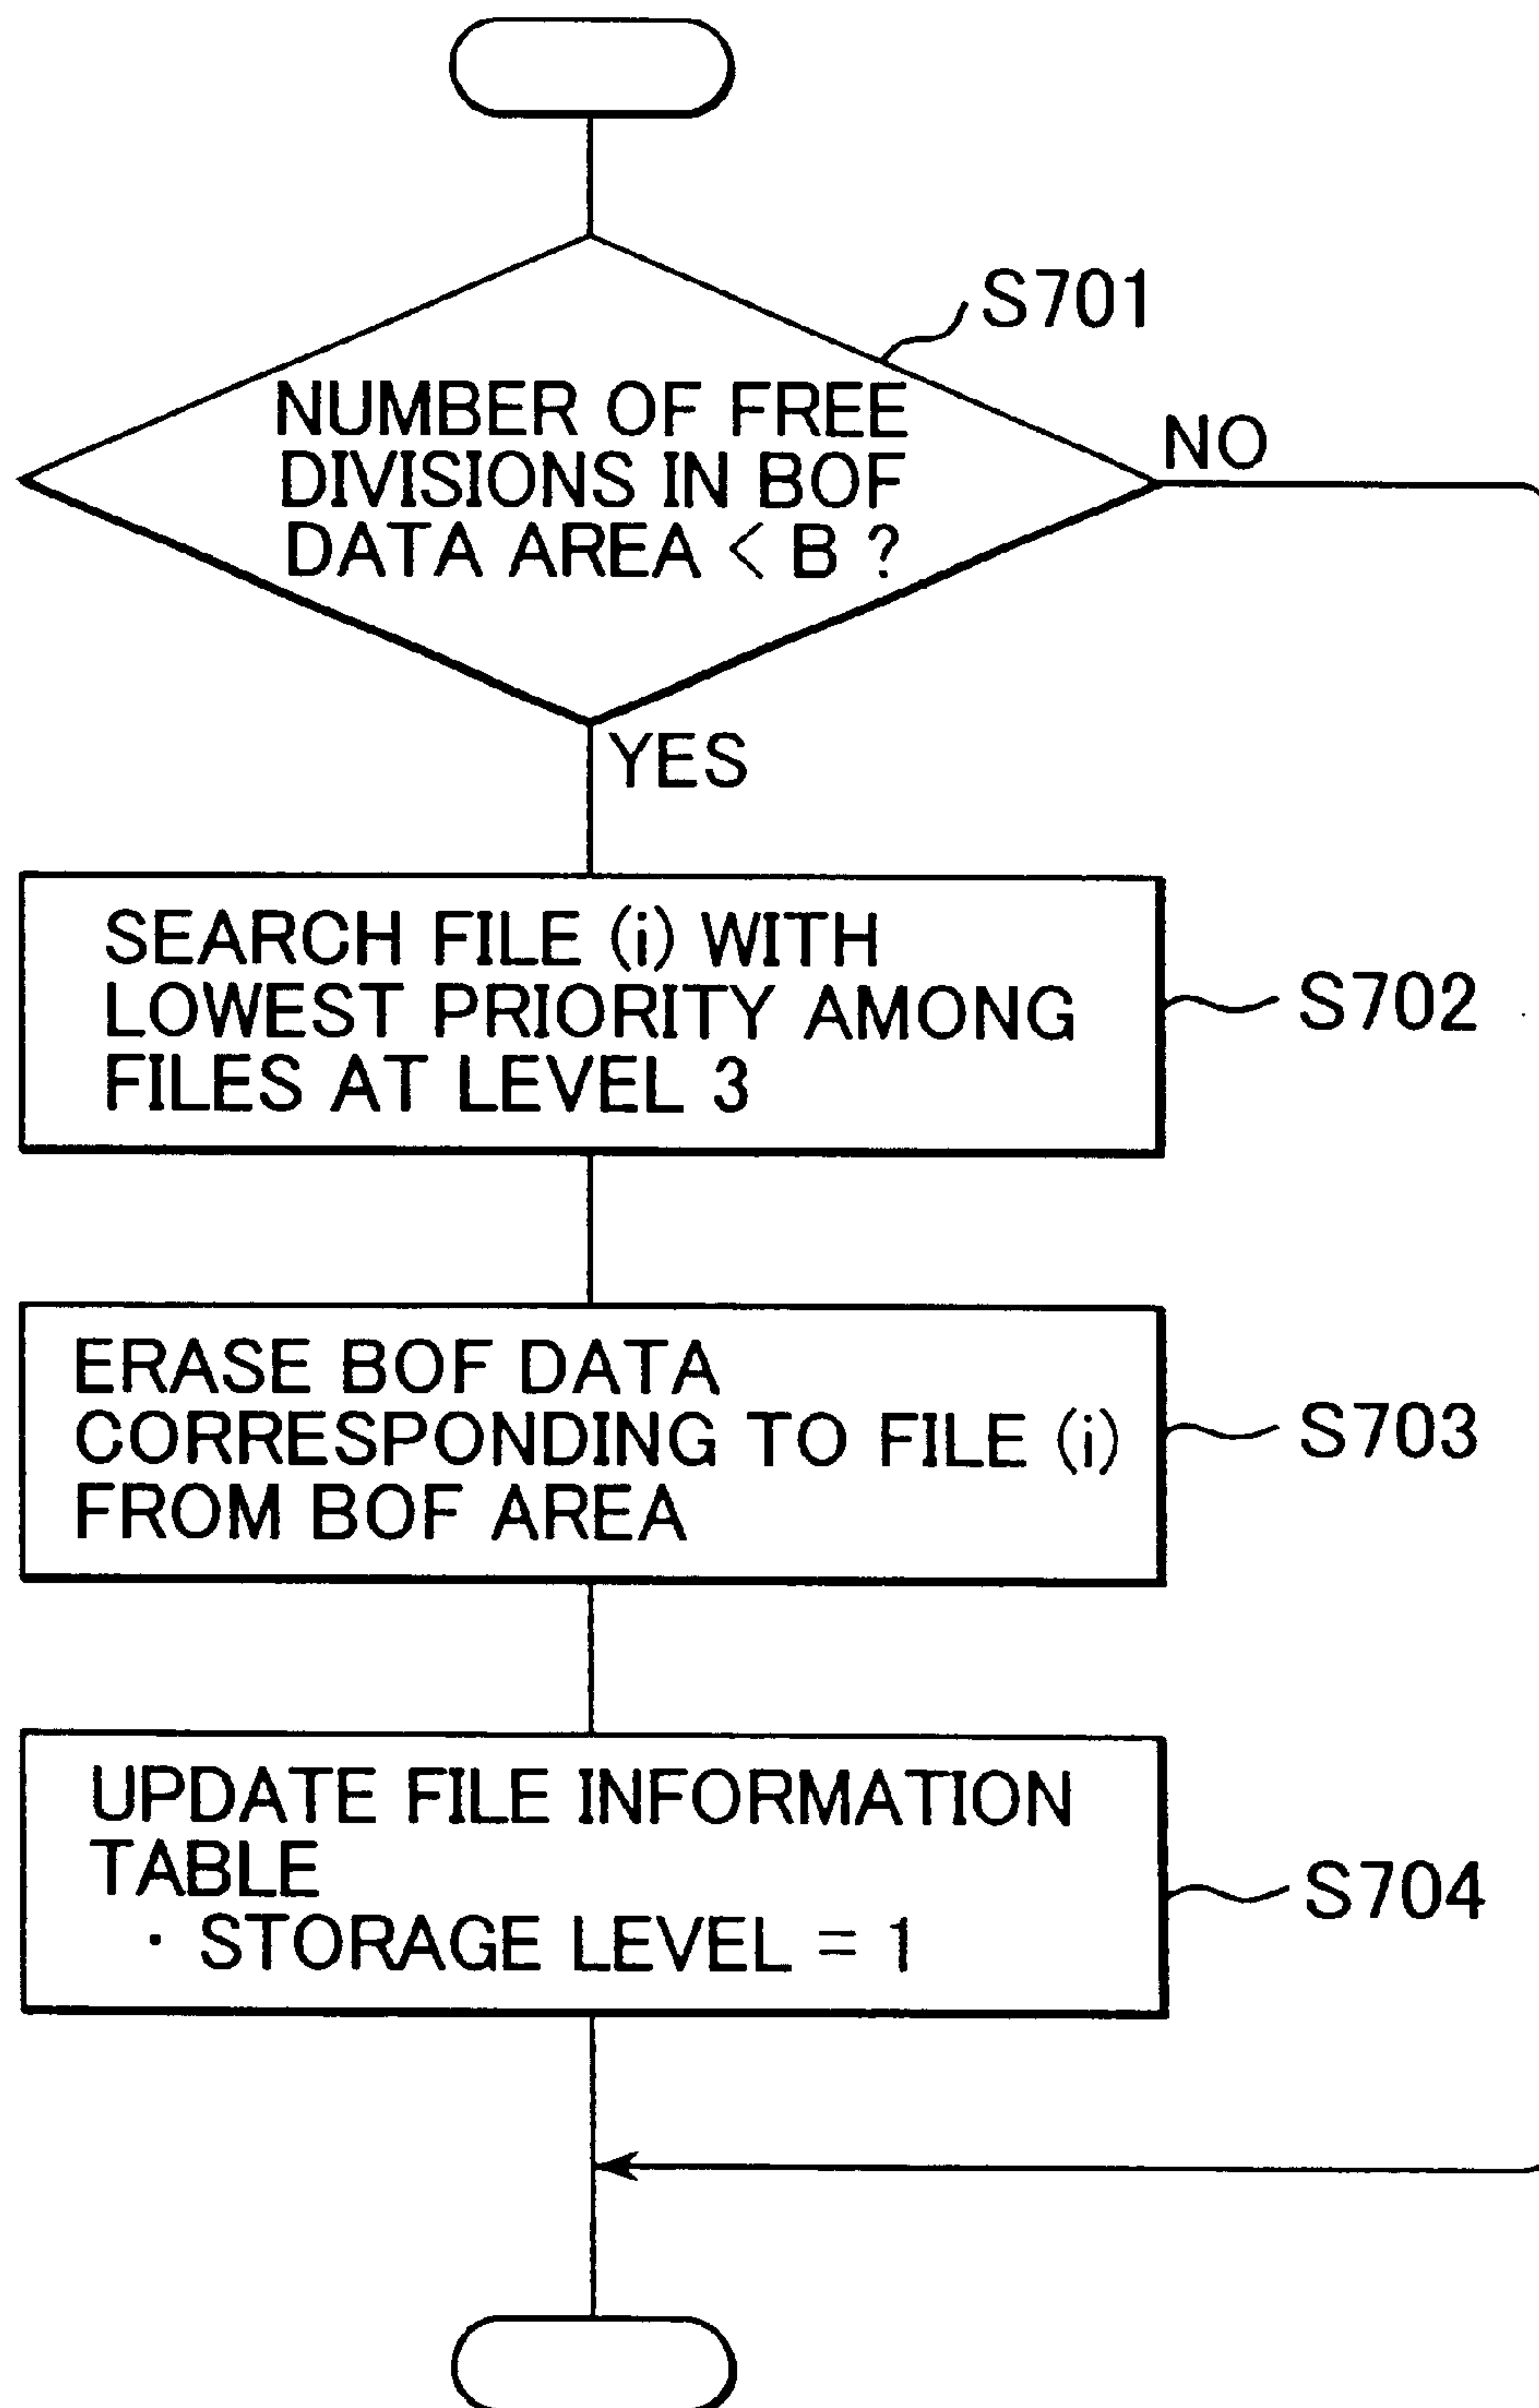 S701
NUMBER OF FREE
DIVISIONS IN BOF
DATA AREA < B ?
NO
YES
SEARCH FILE (i) WITH
LOWEST PRIORITY AMONG
FILES AT LEVEL 3
S702
ERASE BOF DATA
CORRESPONDING TO FILE (i)
FROM BOF AREA
S703
UPDATE FILE INFORMATION
TABLE
・ STORAGE LEVEL = 1
S704